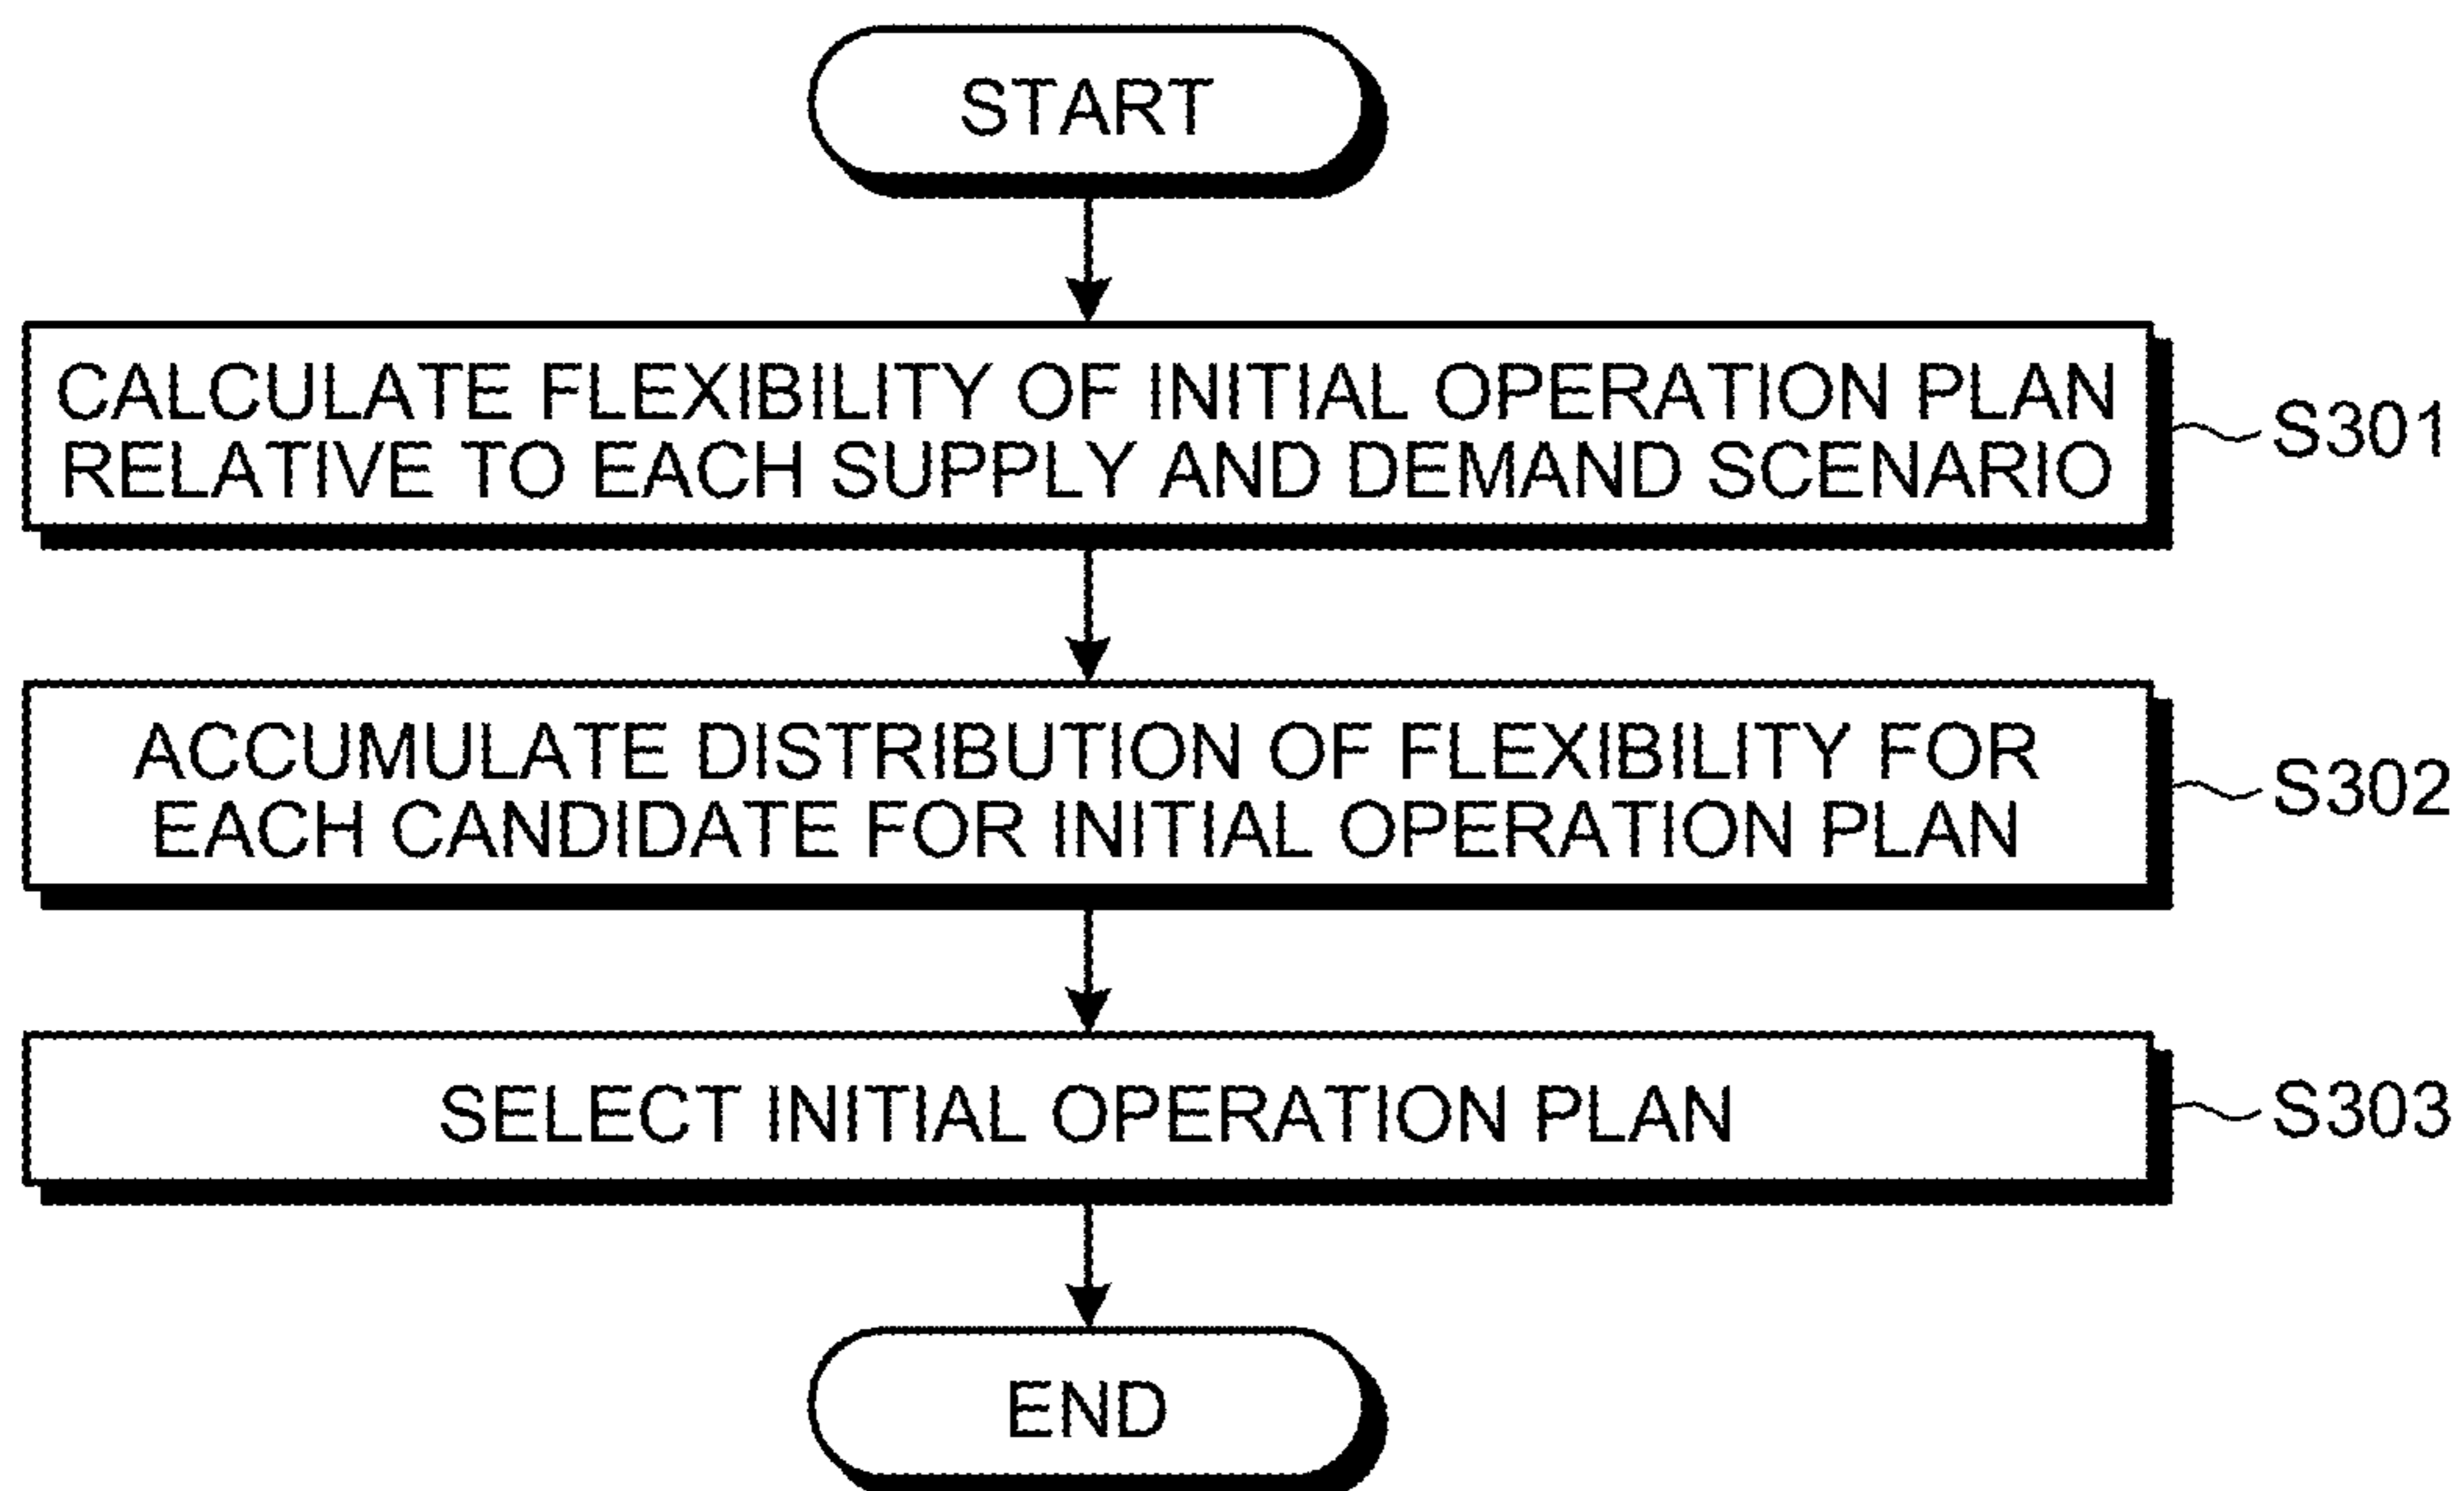 START
CALCULATE FLEXIBILITY OF INITIAL OPERATION PLAN
RELATIVE TO EACH SUPPLY AND DEMAND SCENARIO
S301
ACCUMULATE DISTRIBUTION OF FLEXIBILITY FOR
EACH CANDIDATE FOR INITIAL OPERATION PLAN
S302
SELECT INITIAL OPERATION PLAN
S303
END